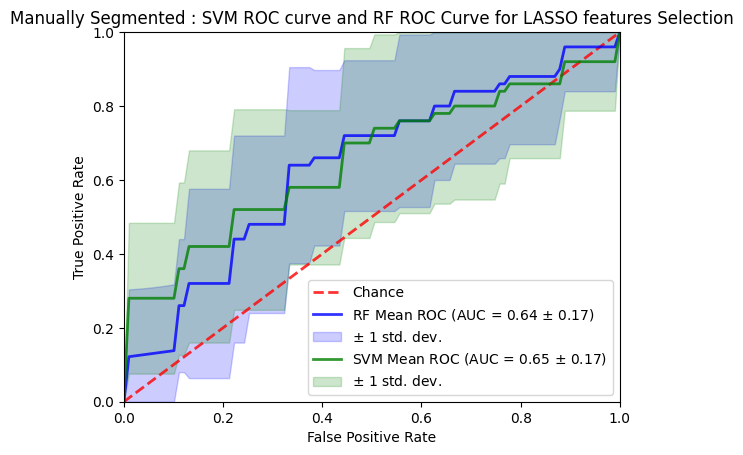 Manually Segmented : SVM ROC curve and RF ROC Curve for LASSO features Selection
1.0
0.8
0.6
0.4
0.2
0.0
True Positive Rate
Chance
RF Mean ROC (AUC = 0.64 ± 0.17)
± 1 std. dev.
SVM Mean ROC (AUC = 0.65 ± 0.17)
± 1 std. dev.
0.0 0.2 0.4 0.6 0.8 1.0
False Positive Rate